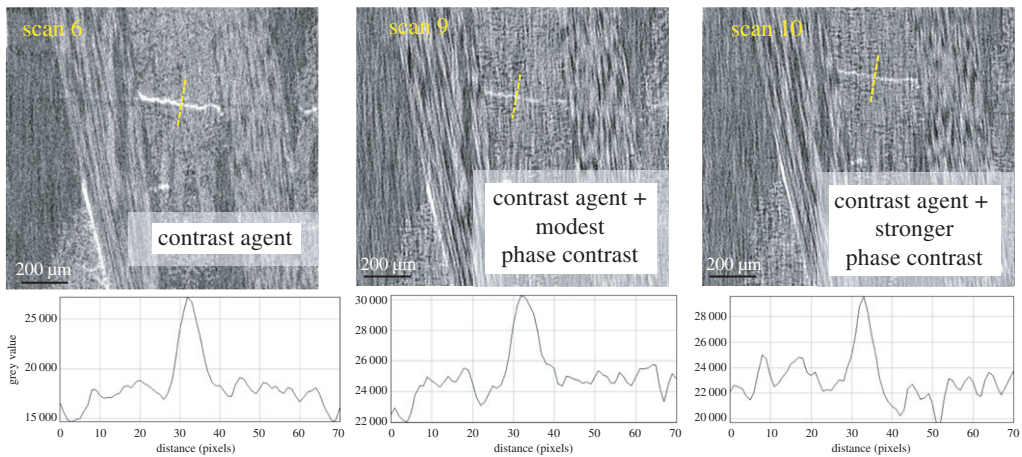 scan 6
contrast agent
200 µm
scan 9
contrast agent +
modest
phase contrast
200 µm
scan 10
contrast agent +
stronger
phase contrast
200 µm
grey value
25 000
20 000
15 000
0 10 20 30 40 50 60 70
distance (pixels)
30 000
28 000
26 000
24 000
22 000
0 10 20 30 40 50 60 70
distance (pixels)
28 000
26 000
24 000
22 000
20 000
0 10 20 30 40 50 60 70
distance (pixels)